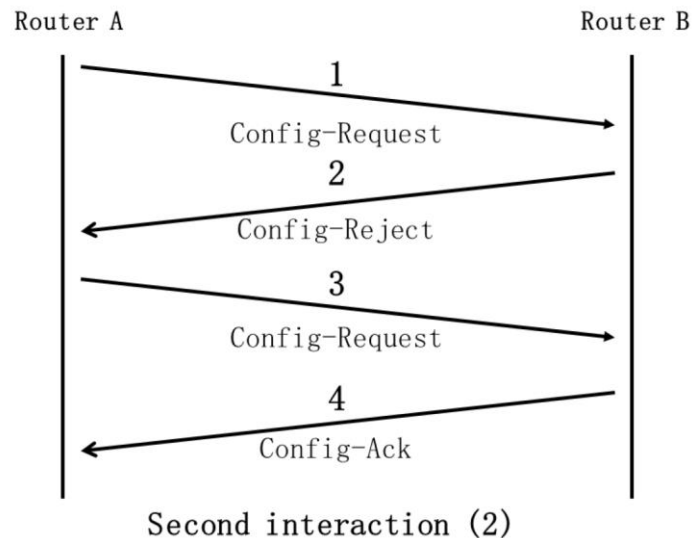 Router A Router B
1
Config-Request
2
Config-Reject
3
Config-Request
4
Config-Ack
Second interaction (2)